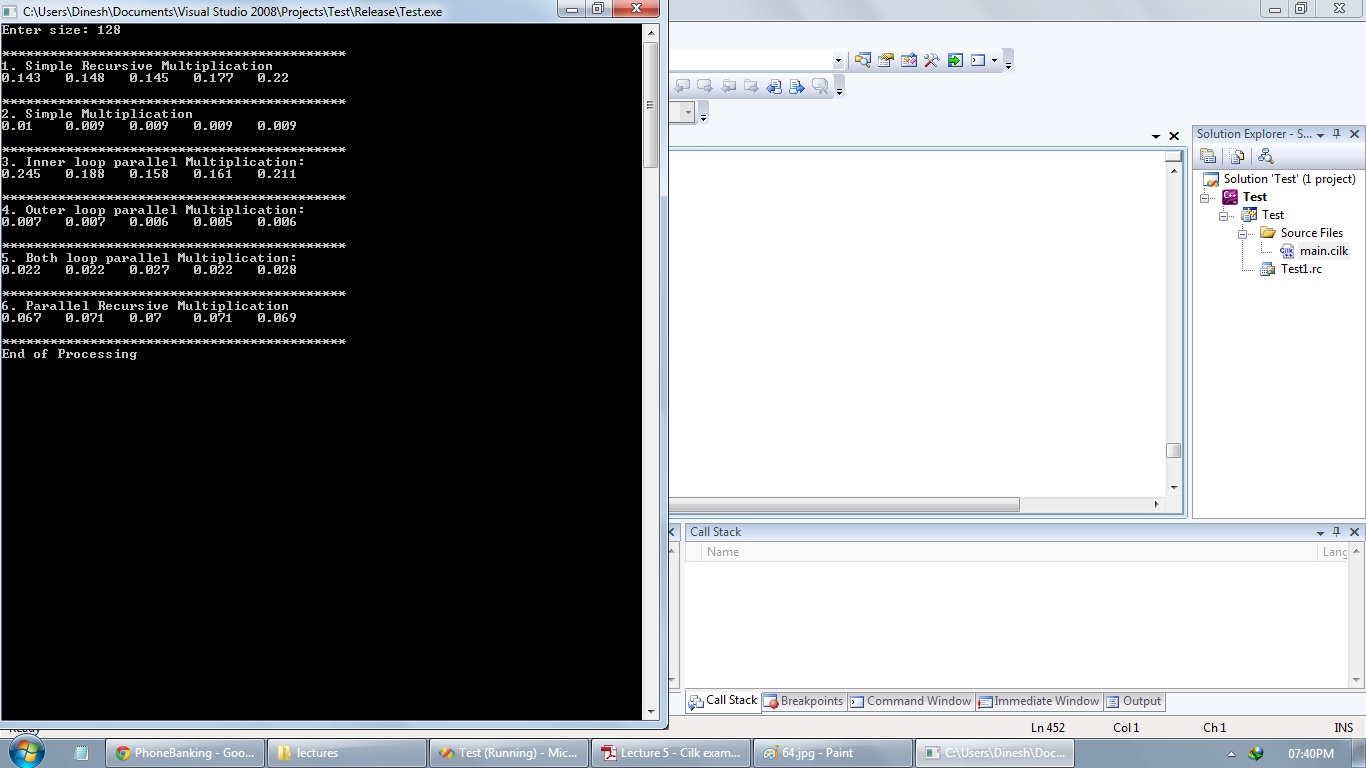 C:\Users\Dinesh\Documents\Visual Studio 2008\Projects\Test\Release\Test.exe
Enter size: 128
*******************************************
1. Simple Recursive Multiplication
0.143 0.148 0.145 0.177 0.22
*******************************************
2. Simple Multiplication
0.01 0.009 0.009 0.009 0.009
*******************************************
3. Inner loop parallel Multiplication:
0.245 0.188 0.158 0.161 0.211
*******************************************
4. Outer loop parallel Multiplication:
0.007 0.007 0.006 0.005 0.006
*******************************************
5. Both loop parallel Multiplication:
0.022 0.022 0.027 0.022 0.028
*******************************************
6. Parallel Recursive Multiplication
0.067 0.071 0.07 0.071 0.069
*******************************************
End of Processing
Solution Explorer - S...
Solution 'Test' (1 project)
Test
Test
Source Files
main.cilk
Test1.rc
Call Stack
Name Lang
Call Stack Breakpoints Command Window Immediate Window Output
Ready Ln 452 Col 1 Ch 1 INS
PhoneBanking - Goo... lectures Test (Running) - Mic... Lecture 5 - Cilk exam... 64.jpg - Paint C:\Users\Dinesh\Doc... 07:40PM